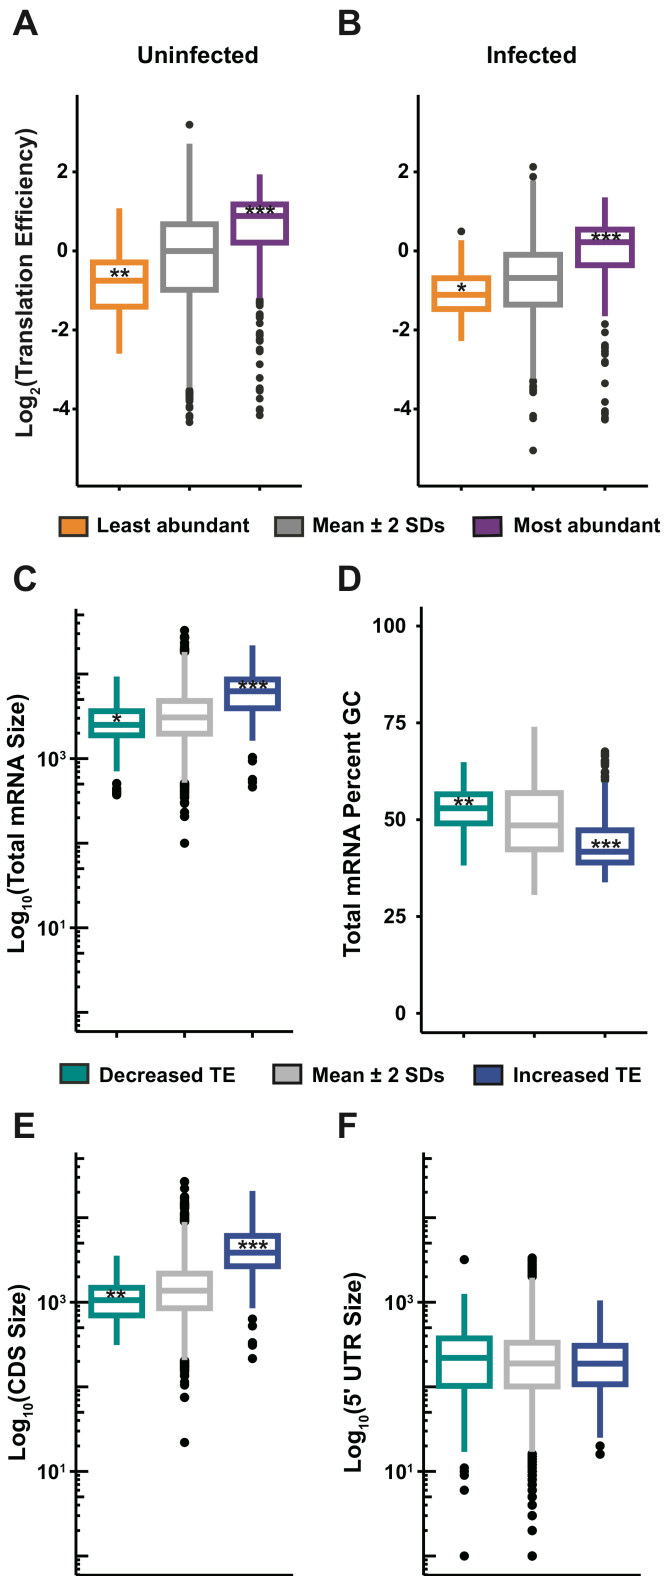 A
B
Uninfected
Infected
Log2(Translation Efficiency)
2
0
-2
-4
2
0
-2
-4
**
***
*
***
Least abundant
Mean ± 2 SDs
Most abundant
C
D
Log10(Total mRNA Size)
10³
10¹
*
***
Total mRNA Percent GC
100
75
50
25
0
**
***
Decreased TE
Mean ± 2 SDs
Increased TE
E
F
Log10(CDS Size)
10³
10¹
**
***
Log10(5' UTR Size)
10³
10¹